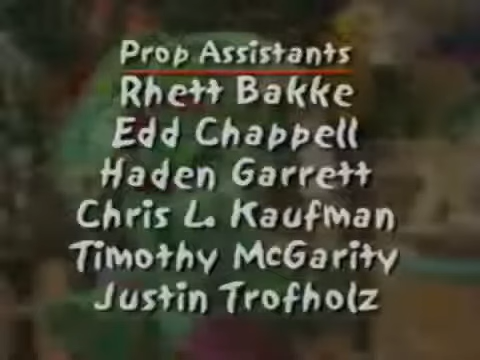 Prop Assistants
Rhett Bakke
Edd Chappell
Haden Garrett
Chris L. Kaufman
Timothy McGarity
Justin Trofholz